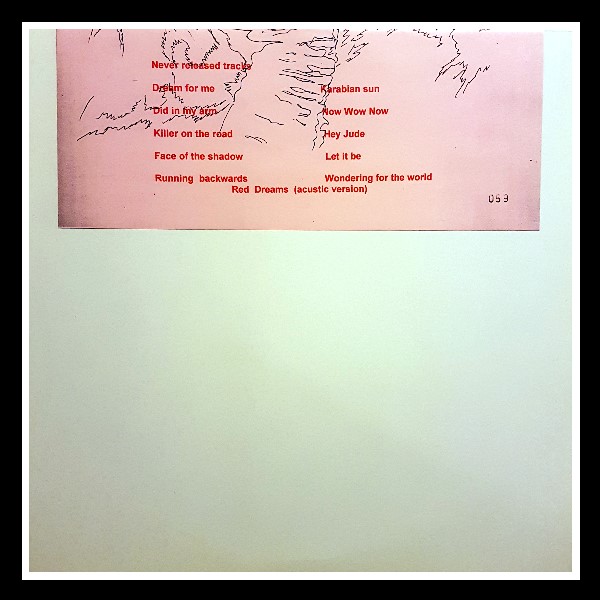 Never released tracks
Dream for me
Did in my arm
Killer on the road
Face of the shadow
Running backwards
Karabian sun
Now Wow Now
Hey Jude
Let it be
Wondering for the world
Red Dreams (acustic version)
059